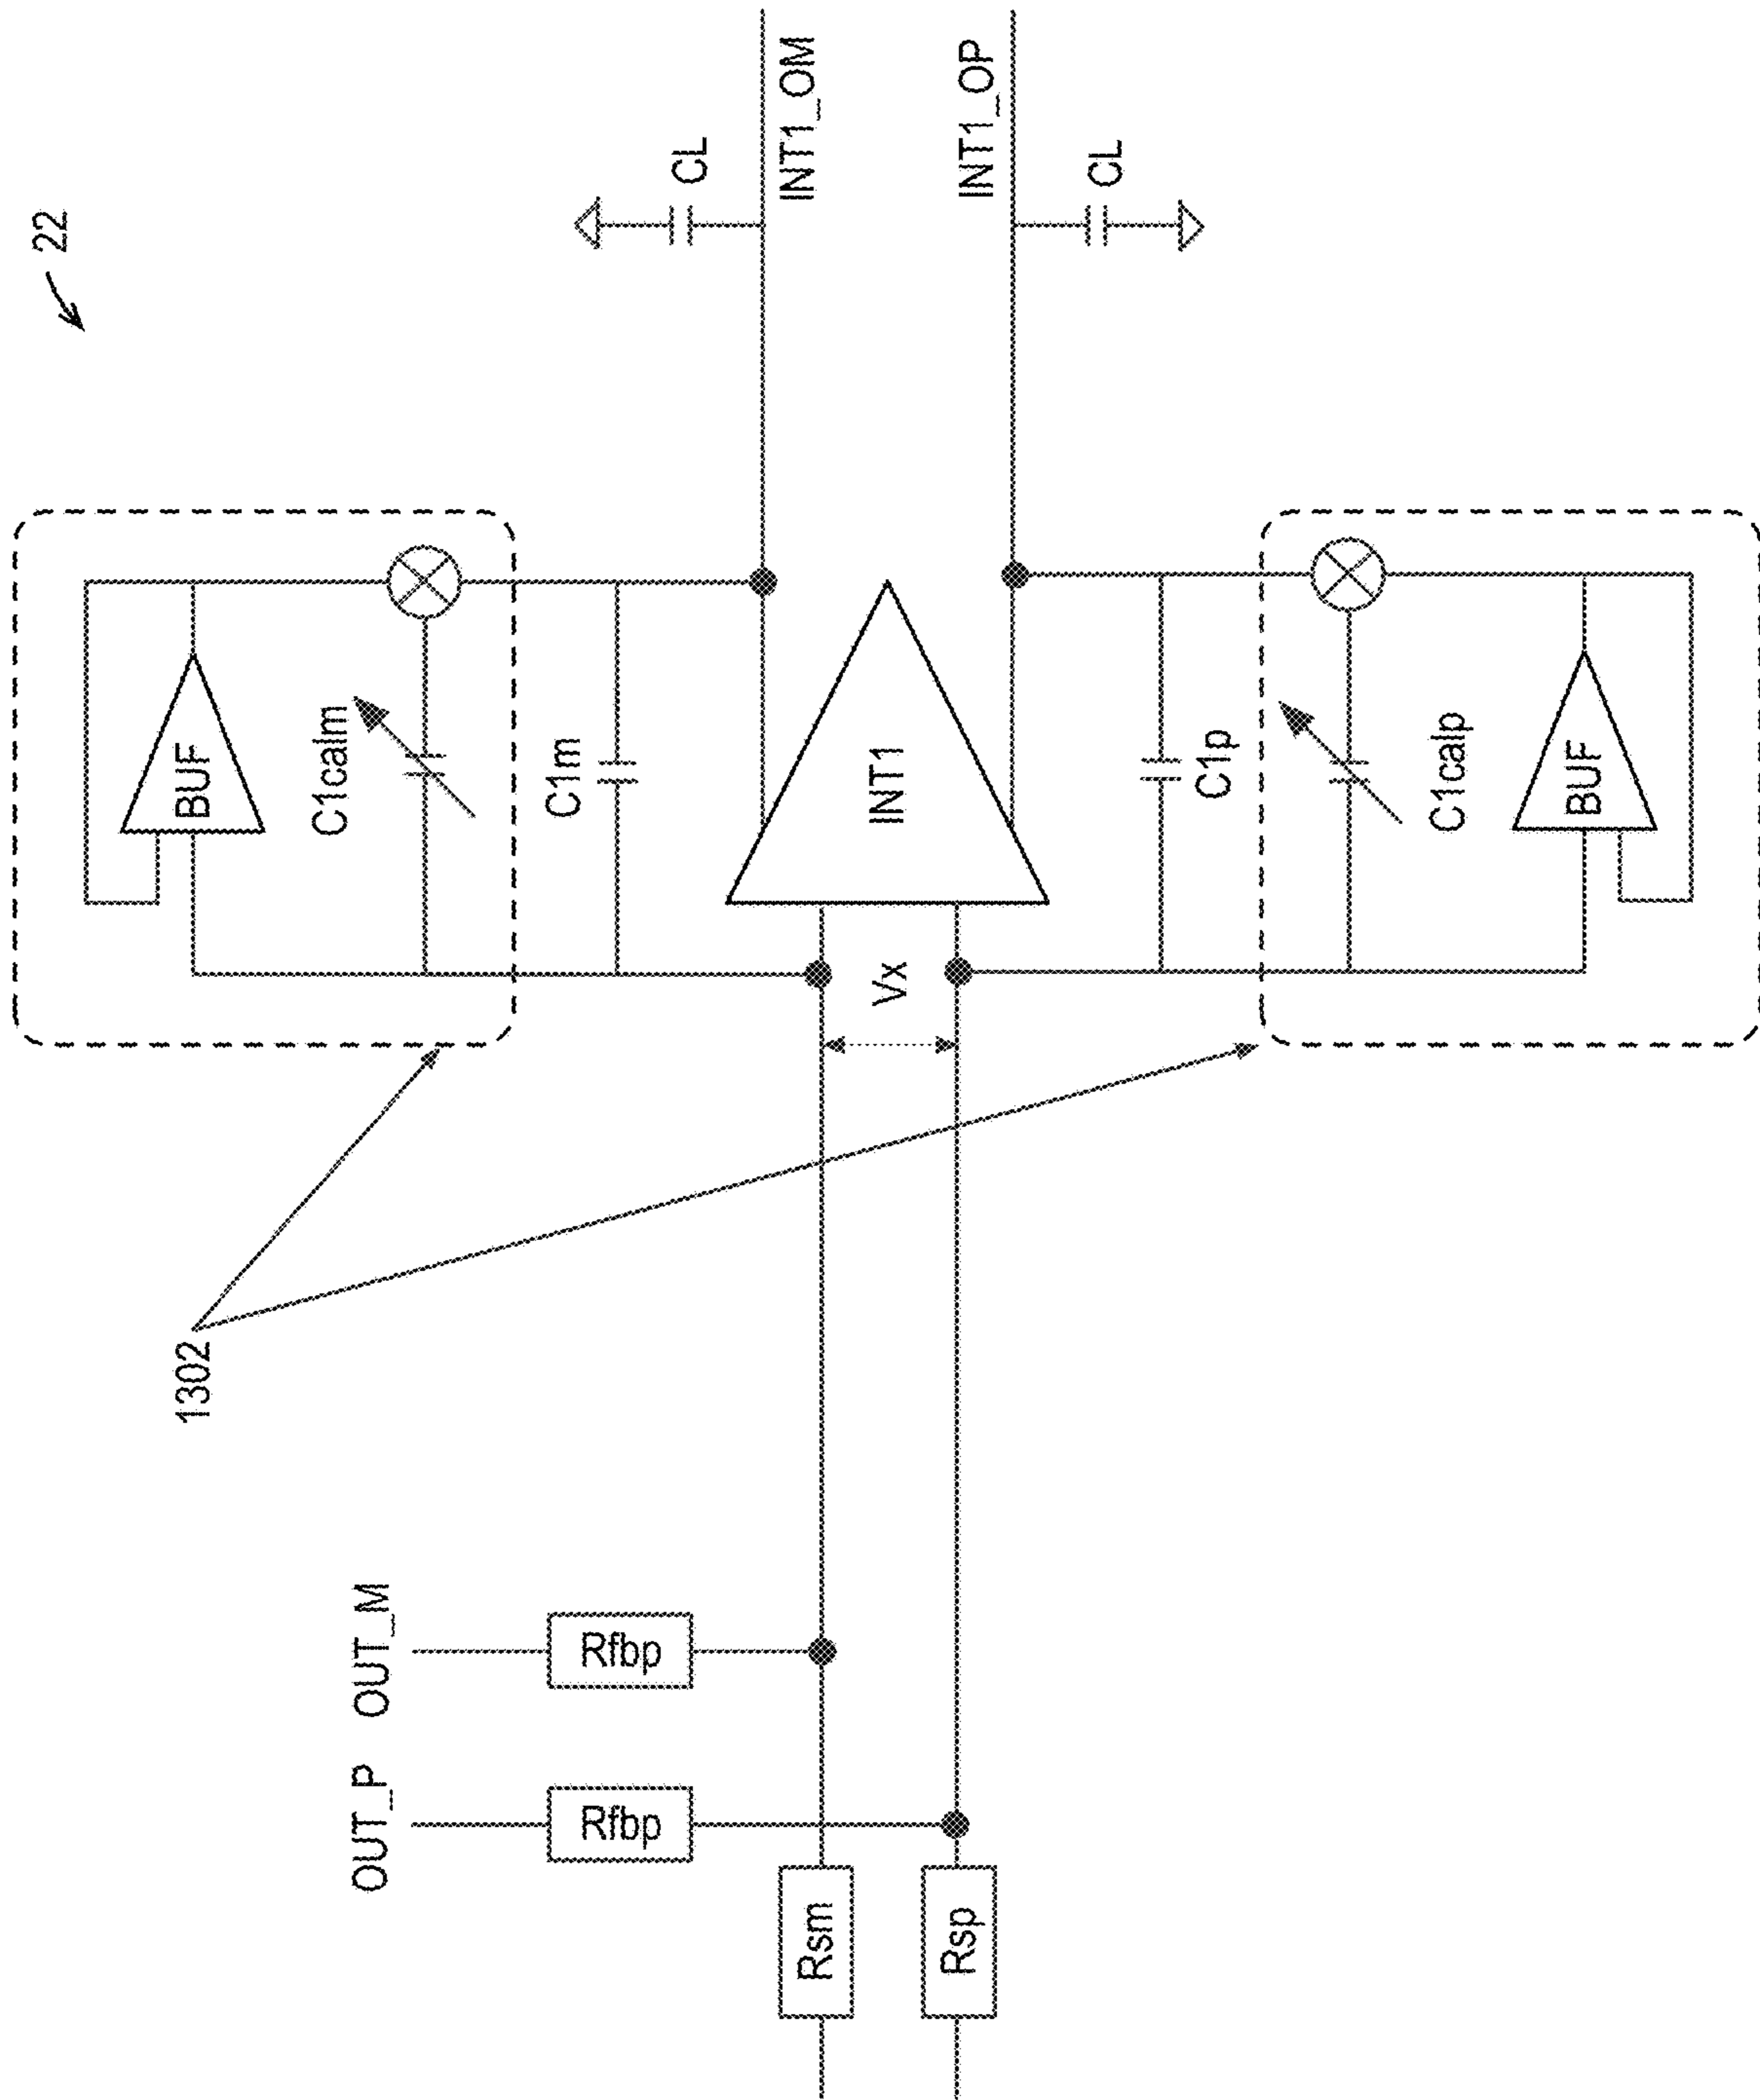 22
BUF
C1calm
C1m
CL
INT1_OM
INT1
Vx
INT1_OP
CL
C1p
C1calp
BUF
1302
OUT_M
Rfbp
OUT_P
Rfbp
Rsm
Rsp